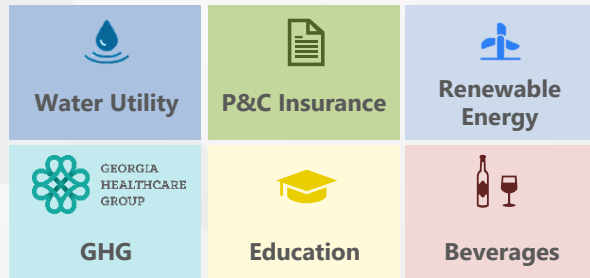 Water Utility
P&C Insurance
Renewable
Energy
GEORGIA
HEALTHCARE
GROUP
GHG
Education
Beverages